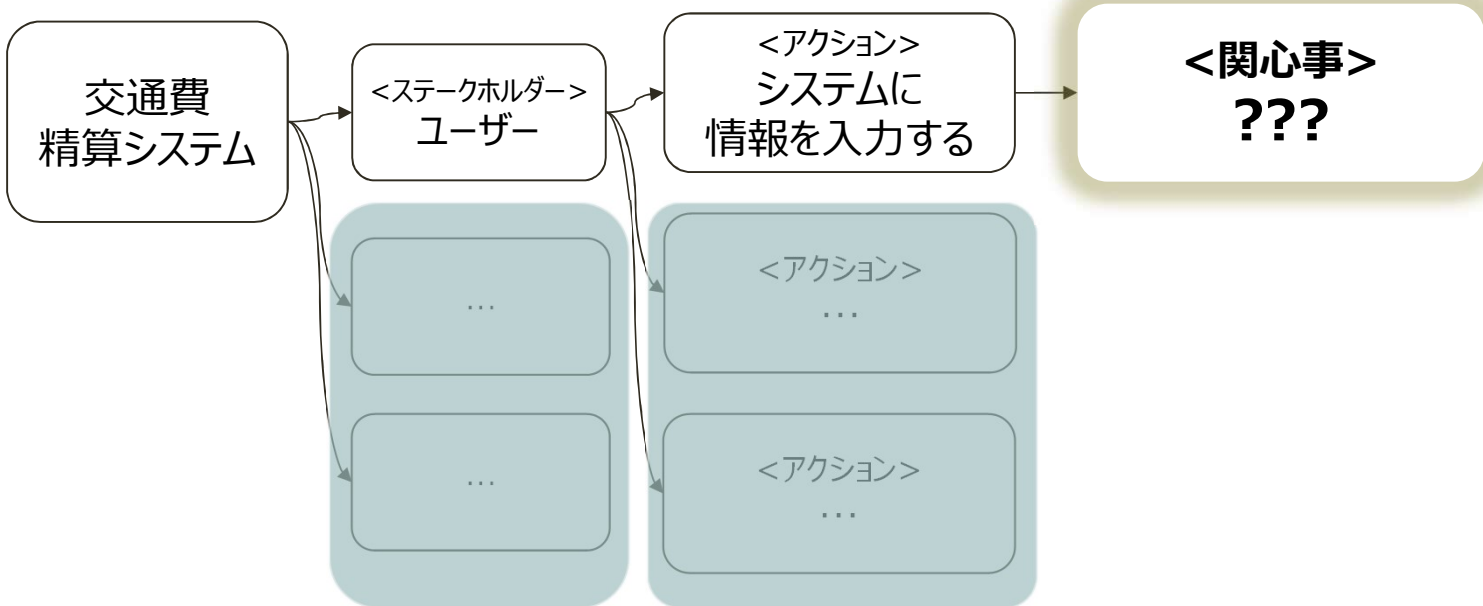 交通費
精算システム
<ステークホルダー>
ユーザー
<アクション>
システムに
情報を入力する
<関心事>
???
...
<アクション>
...
...
<アクション>
...